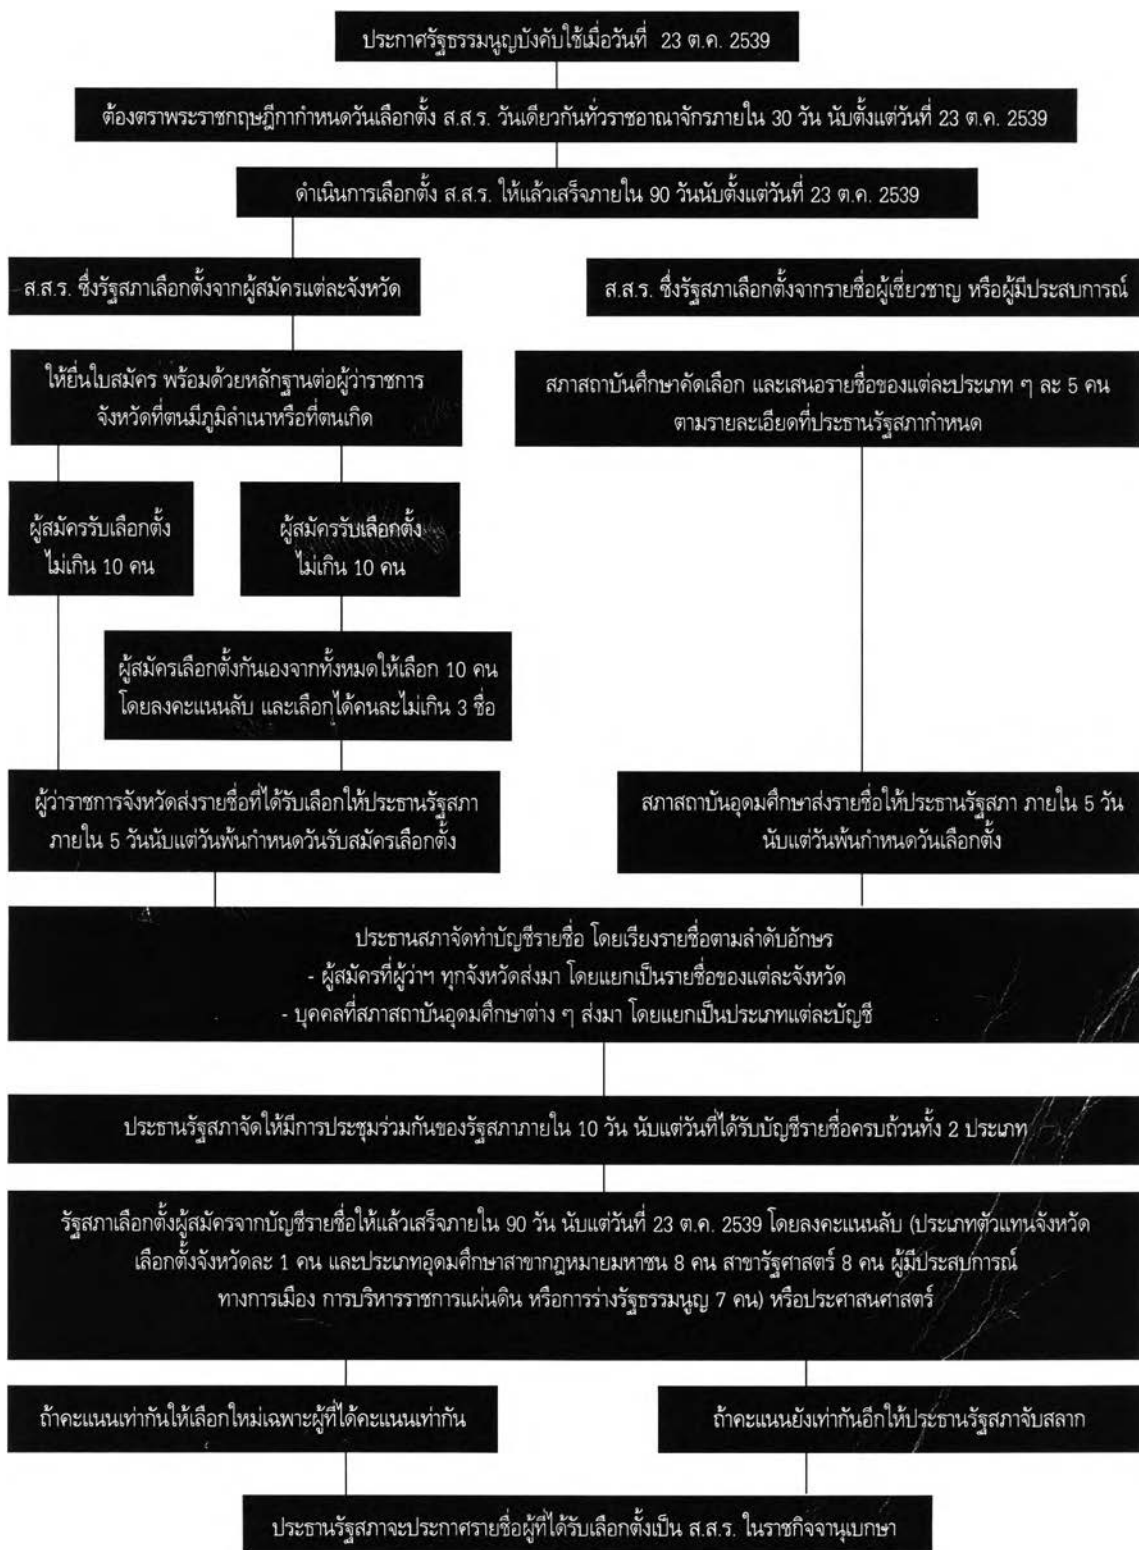 ประกาศรัฐธรรมนูญบังคับใช้เมื่อวันที่ 23 ต.ค. 2539
ต้องตราพระราชกฤษฎีกากำหนดวันเลือกตั้ง ส.ส.ร. วันเดียวกันทั่วราชอาณาจักรภายใน 30 วัน นับตั้งแต่วันที่ 23 ต.ค. 2539
ดำเนินการเลือกตั้ง ส.ส.ร. ให้แล้วเสร็จภายใน 90 วันนับตั้งแต่วันที่ 23 ต.ค. 2539
ส.ส.ร. ซึ่งรัฐสภาเลือกตั้งจากผู้สมัครแต่ละจังหวัด
ส.ส.ร. ซึ่งรัฐสภาเลือกตั้งจากรายชื่อผู้เชี่ยวชาญ หรือผู้มีประสบการณ์
ให้ยื่นใบสมัคร พร้อมด้วยหลักฐานต่อผู้ว่าราชการ
จังหวัดที่ตนมีภูมิลำเนาหรือที่ตนเกิด
สภาสถาบันศึกษาคัดเลือก และเสนอรายชื่อของแต่ละประเภท ๆ ละ 5 คน
ตามรายละเอียดที่ประธานรัฐสภากำหนด
ผู้สมัครรับเลือกตั้ง
ไม่เกิน 10 คน
ผู้สมัครรับเลือกตั้ง
ไม่เกิน 10 คน
ผู้สมัครเลือกตั้งกันเองจากทั้งหมดให้เลือก 10 คน
โดยลงคะแนนลับ และเลือกได้คนละไม่เกิน 3 ชื่อ
ผู้ว่าราชการจังหวัดส่งรายชื่อที่ได้รับเลือกให้ประธานรัฐสภา
ภายใน 5 วันนับแต่วันพ้นกำหนดวันรับสมัครเลือกตั้ง
สภาสถาบันอุดมศึกษาส่งรายชื่อให้ประธานรัฐสภา ภายใน 5 วัน
นับแต่วันพ้นกำหนดวันเลือกตั้ง
ประธานสภาจัดทำบัญชีรายชื่อ โดยเรียงรายชื่อตามลำดับอักษร
- ผู้สมัครที่ผู้ว่าฯ ทุกจังหวัดส่งมา โดยแยกเป็นรายชื่อของแต่ละจังหวัด
- บุคคลที่สภาสถาบันอุดมศึกษาต่าง ๆ ส่งมา โดยแยกเป็นประเภทแต่ละบัญชี
ประธานรัฐสภาจัดให้มีการประชุมร่วมกันของรัฐสภาภายใน 10 วัน นับแต่วันที่ได้รับบัญชีรายชื่อครบถ้วนทั้ง 2 ประเภท
รัฐสภาเลือกตั้งผู้สมัครจากบัญชีรายชื่อให้แล้วเสร็จภายใน 90 วัน นับแต่วันที่ 23 ต.ค. 2539 โดยลงคะแนนลับ (ประเภทตัวแทนจังหวัด
เลือกตั้งจังหวัดละ 1 คน และประเภทอุดมศึกษาสาขากฎหมายมหาชน 8 คน สาขารัฐศาสตร์ 8 คน ผู้มีประสบการณ์
ทางการเมือง การบริหารราชการแผ่นดิน หรือการร่างรัฐธรรมนูญ 7 คน) หรือประศาสนศาสตร์
ถ้าคะแนนเท่ากันให้เลือกใหม่เฉพาะผู้ที่ได้คะแนนเท่ากัน
ถ้าคะแนนยังเท่ากันอีกให้ประธานรัฐสภาจับสลาก
ประธานรัฐสภาจะประกาศรายชื่อผู้ที่ได้รับเลือกตั้งเป็น ส.ส.ร. ในราชกิจจานุเบกษา